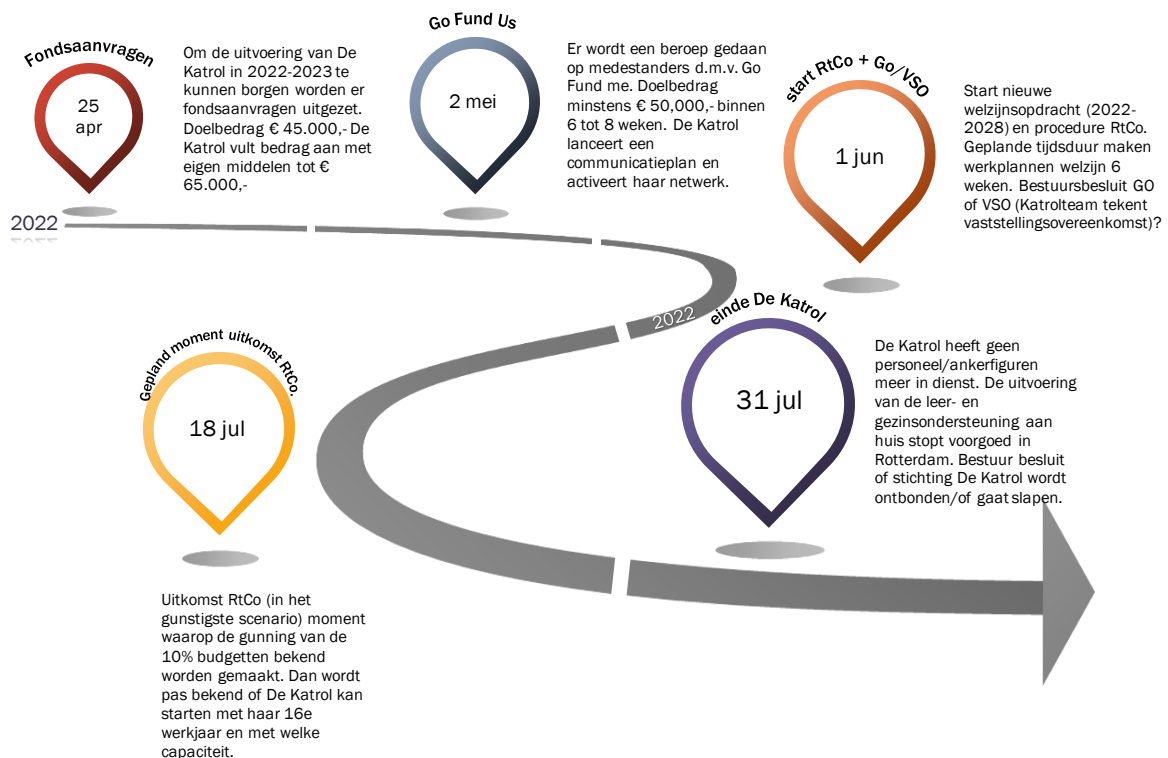 Fondsaanvragen
25
apr
Om de uitvoering van De
Katrol in 2022-2023 te
kunnen borgen worden er
fondsaanvragen uitgezet.
Doelbedrag € 45.000,- De
Katrol vult bedrag aan met
eigen middelen tot €
65.000,-
Go Fund Us
2 mei
Er wordt een beroep gedaan
op medestanders d.m.v. Go
Fund me. Doelbedrag
minstens € 50,000,- binnen
6 tot 8 weken. De Katrol
lanceert een
communicatieplan en
activeert haar netwerk.
start RtCo + Go/VSO
1 jun
Start nieuwe
welzijnsopdracht (2022-
2028) en procedure RtCo.
Geplande tijdsduur maken
werkplannen welzijn 6
weken. Bestuursbesluit GO
of VSO (Katrolteam tekent
vaststellingsovereenkomst)?
2022
2022
Gepland moment uitkomst RtCo.
18 jul
Uitkomst RtCo (in het
gunstigste scenario) moment
waarop de gunning van de
10% budgetten bekend
worden gemaakt. Dan wordt
pas bekend of De Katrol kan
starten met haar 16e
werkjaar en met welke
capaciteit.
einde De Katrol
31 jul
De Katrol heeft geen
personeel/ankerfiguren
meer in dienst. De uitvoering
van de leer- en
gezinsondersteuning aan
huis stopt voorgoed in
Rotterdam. Bestuur besluit
of stichting De Katrol wordt
ontbonden/of gaat slapen.